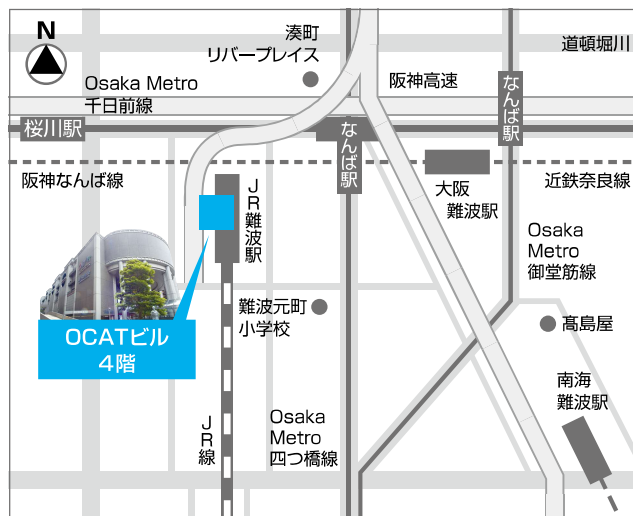 N
湊町
リバープレイス
道頓堀川
Osaka Metro
千日前線
阪神高速
なんば駅
桜川駅
なんば駅
阪神なんば線
大阪
難波駅
近鉄奈良線
JR難波駅
Osaka
Metro
御堂筋線
難波元町
小学校
髙島屋
OCATビル
4階
南海
難波駅
JR線
Osaka
Metro
四つ橋線